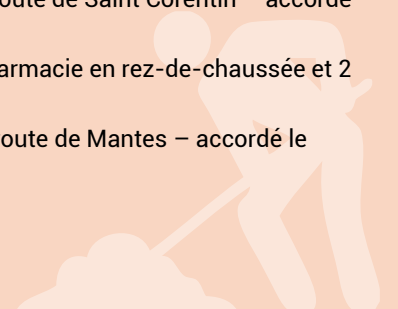 oute de Saint Corentin – accordé
armacie en rez-de-chaussée et 2
oute de Mantes – accordé le